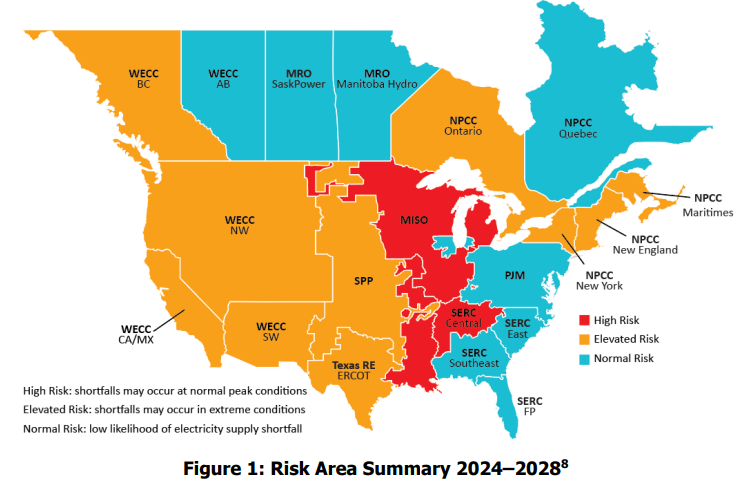 WECC
BC
WECC
AB
MRO
SaskPower
MRO
Manitoba Hydro
NPCC
Ontario
NPCC
Quebec
NPCC
Maritimes
NPCC
New England
NPCC
New York
WECC
NW
MISO
SPP
PJM
WECC
CA/MX
WECC
SW
SERC
Central
SERC
East
SERC
Southeast
Texas RE
ERCOT
SERC
FP
High Risk
Elevated Risk
Normal Risk
High Risk: shortfalls may occur at normal peak conditions
Elevated Risk: shortfalls may occur in extreme conditions
Normal Risk: low likelihood of electricity supply shortfall
Figure 1: Risk Area Summary 2024–2028⁸